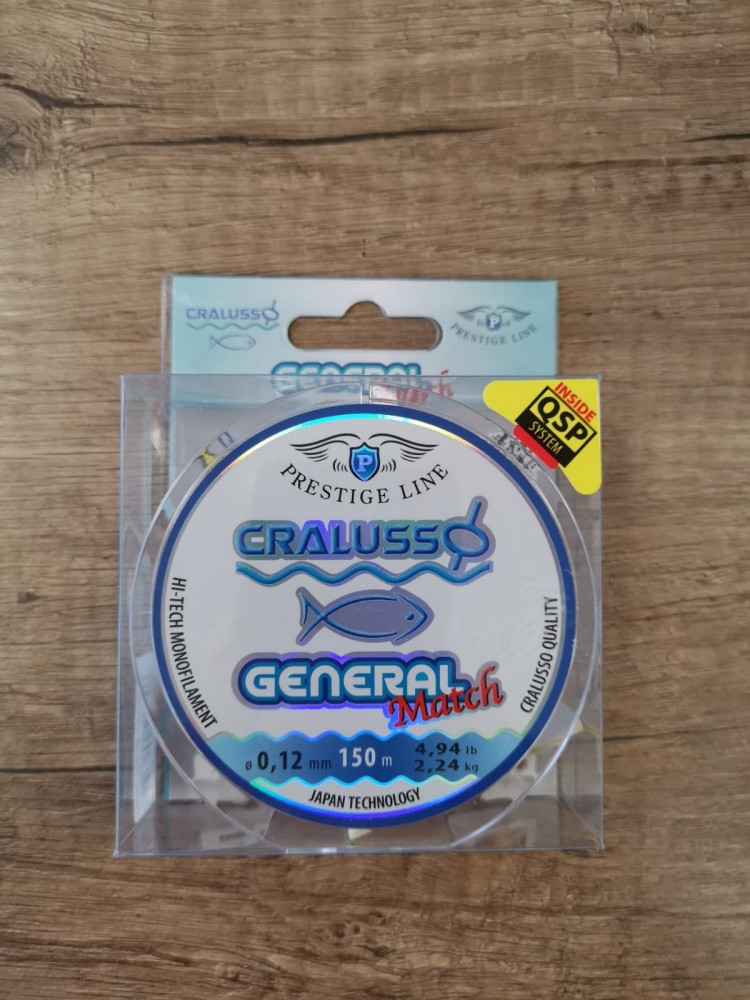 CRALUSSO
P
PRESTIGE LINE
GENERAL
INSIDE
QSP
SYSTEM
P
PRESTIGE LINE
CRALUSSO
GENERAL
Match
HI-TECH MONOFILAMENT
CRALUSSO QUALITY
ø 0,12 mm 150 m
4,94 lb
2,24 kg
JAPAN TECHNOLOGY